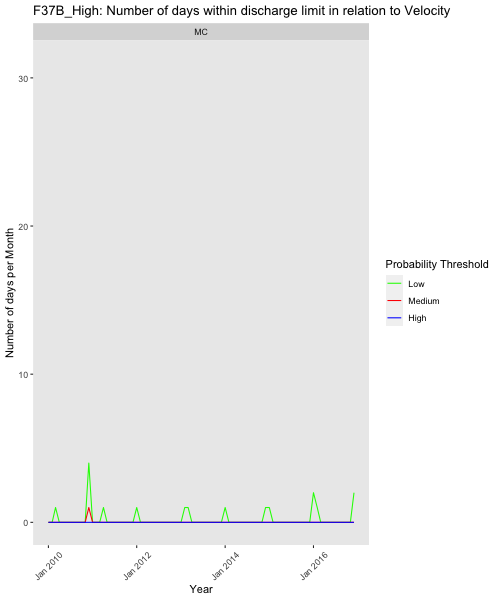 F37B_High: Number of days within discharge limit in relation to Velocity
MC
30
20
10
0
Number of days per Month
Jan 2010
Jan 2012
Jan 2014
Jan 2016
Year
Probability Threshold
Low
Medium
High